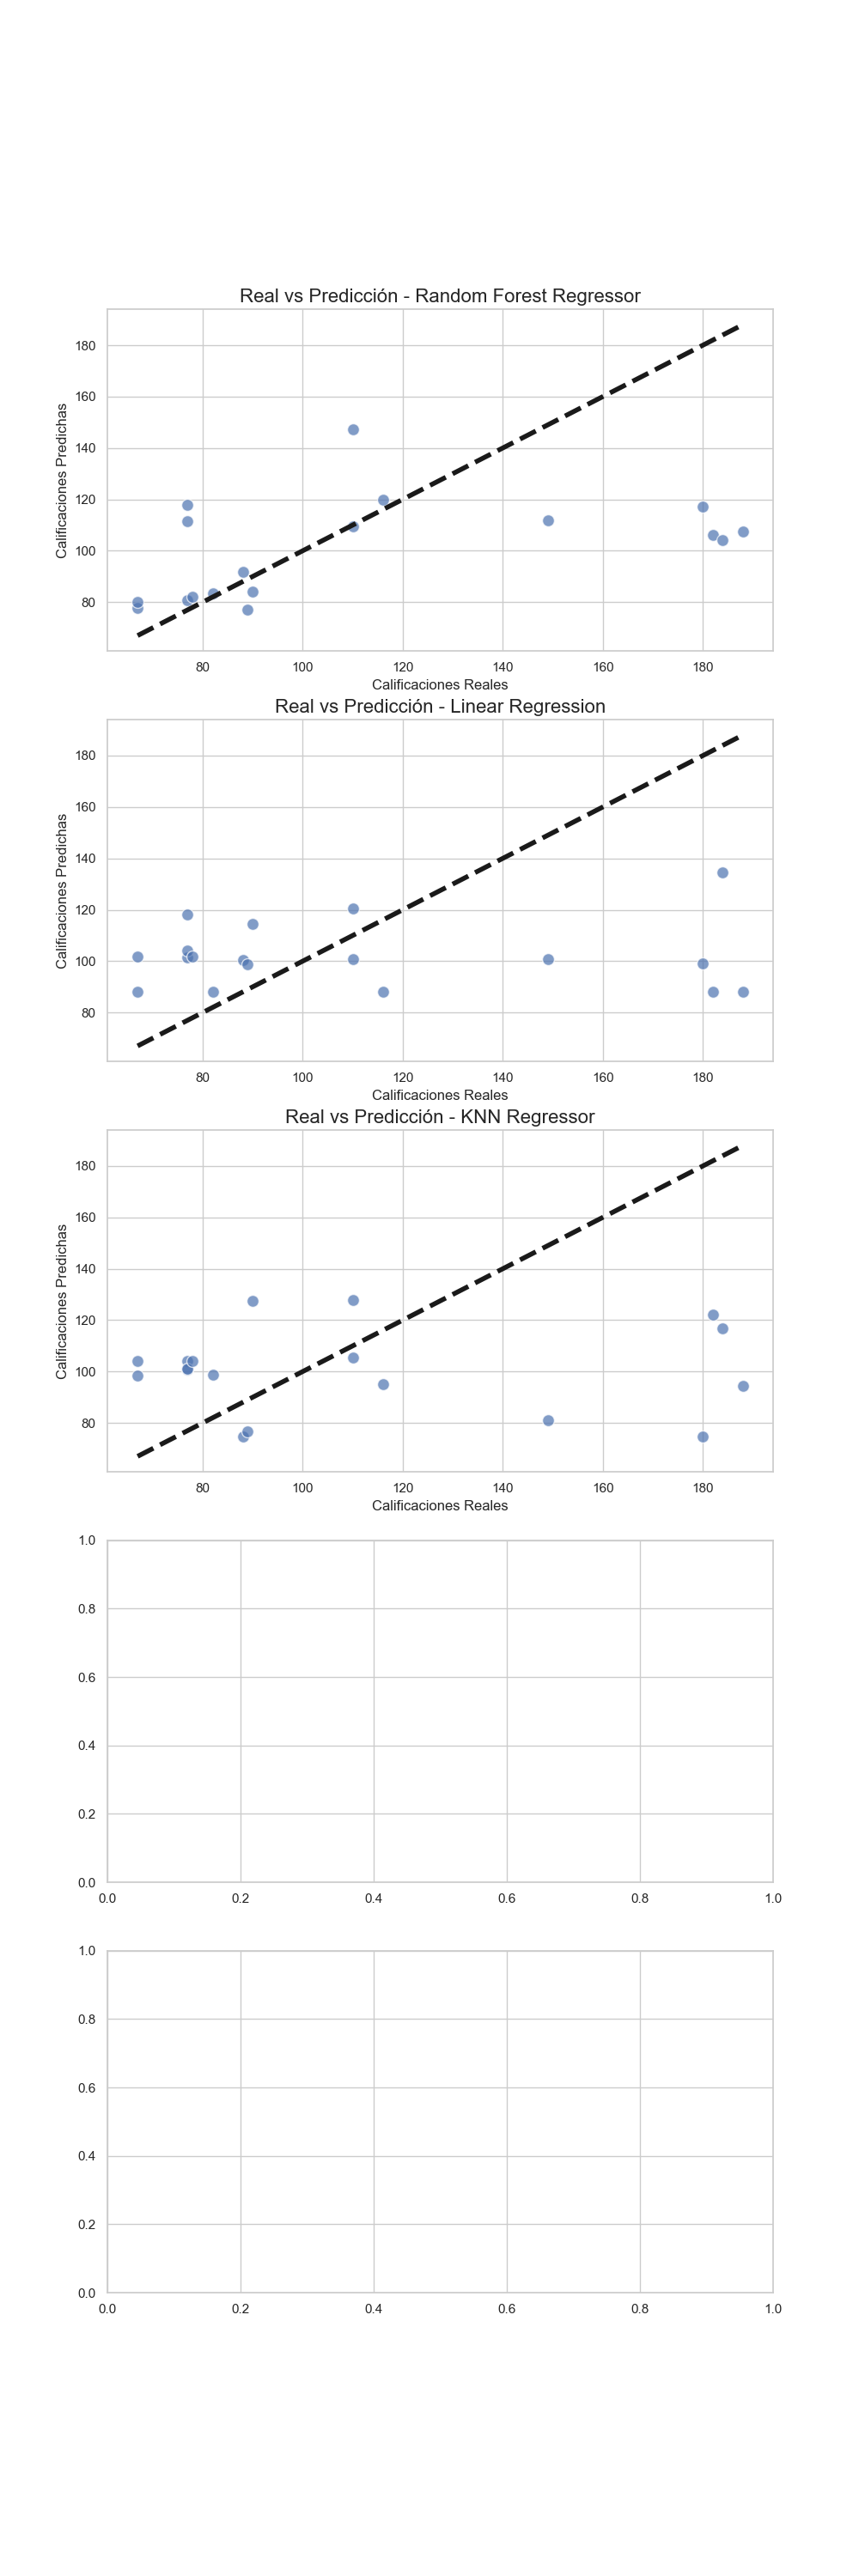 Real vs Predicción - Random Forest Regressor
Calificaciones Predichas
180
160
140
120
100
80
80 100 120 140 160 180
Calificaciones Reales
Real vs Predicción - Linear Regression
Calificaciones Predichas
180
160
140
120
100
80
80 100 120 140 160 180
Calificaciones Reales
Real vs Predicción - KNN Regressor
Calificaciones Predichas
180
160
140
120
100
80
80 100 120 140 160 180
Calificaciones Reales
1.0
0.8
0.6
0.4
0.2
0.0
0.0 0.2 0.4 0.6 0.8 1.0
1.0
0.8
0.6
0.4
0.2
0.0
0.0 0.2 0.4 0.6 0.8 1.0